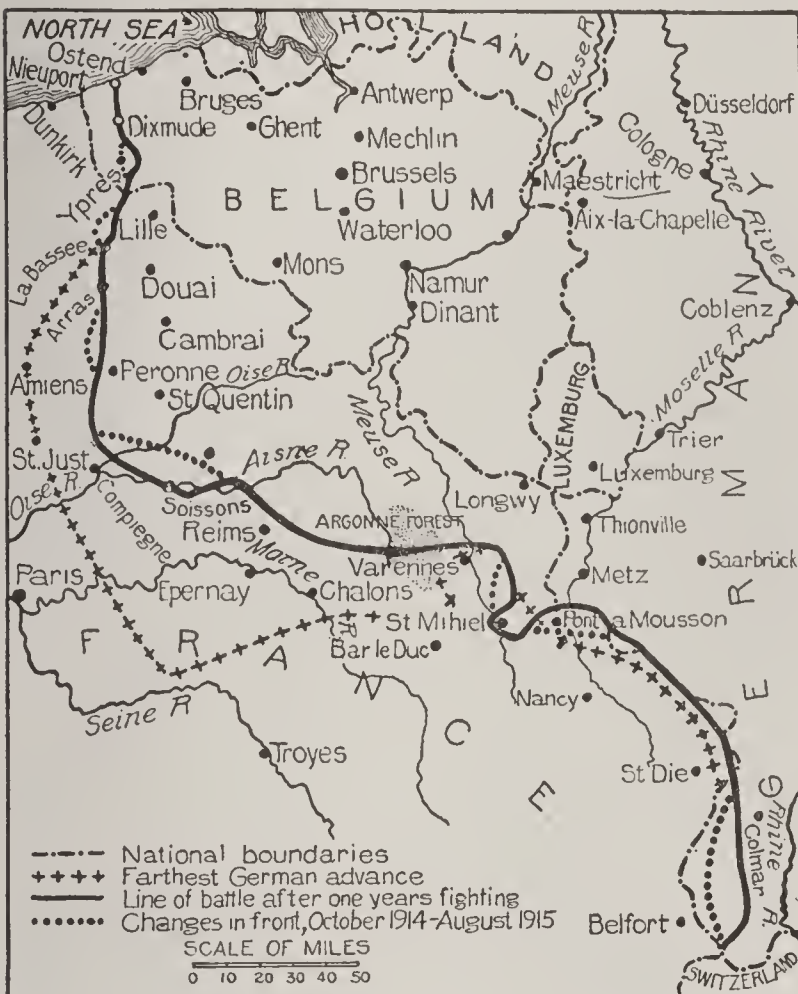 NORTH SEA
HOLLAND
Meuse R
Ostend
Nieuport
Bruges
Antwerp
Düsseldorf
Dunkirk
Dixmude
Ghent
Mechlin
Cologne
Rhine River
Ypres
Brussels
Maestricht
BELGIUM
Aix-la-Chapelle
Lille
Waterloo
La Bassee
Mons
Namur
Douai
Dinant
Coblenz
Arras
Cambrai
Moselle R
Amiens
Peronne
Oise R
St. Quentin
Meuse R
LUXEMBURG
Trier
St. Just
Aisne R.
Luxemburg
Oise R.
Longwy
Compiegne
Soissons
ARGONNE FOREST
Thionville
Reims
Marne
R
Varennes
Saarbrück
Paris
Epernay
Chalons
Metz
St Mihiel
Pont a Mousson
FRANCE
Bar le Duc
Seine R
Nancy
Troyes
St Die
GERMANY
Rhine R.
Colmar
National boundaries
Farthest German advance
Line of battle after one years fighting
Changes in front, October 1914-August 1915
Belfort
SCALE OF MILES
0 10 20 30 40 50
SWITZERLAND